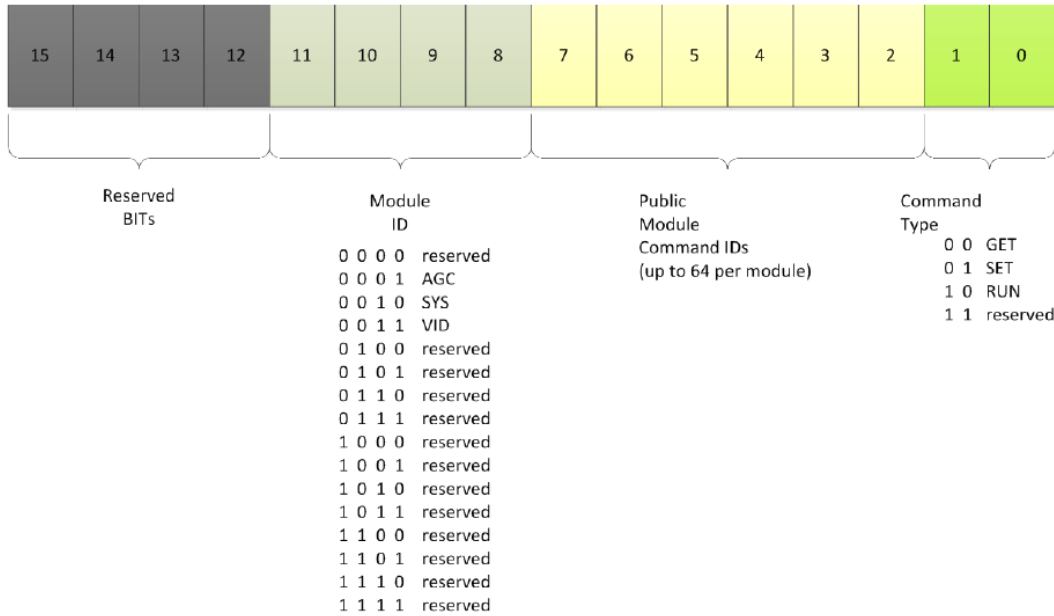 15 14 13 12 11 10 9 8 7 6 5 4 3 2 1 0
Reserved
BITs
Module
ID
0 0 0 0 reserved
0 0 0 1 AGC
0 0 1 0 SYS
0 0 1 1 VID
0 1 0 0 reserved
0 1 0 1 reserved
0 1 1 0 reserved
0 1 1 1 reserved
1 0 0 0 reserved
1 0 0 1 reserved
1 0 1 0 reserved
1 0 1 1 reserved
1 1 0 0 reserved
1 1 0 1 reserved
1 1 1 0 reserved
1 1 1 1 reserved
Public
Module
Command IDs
(up to 64 per module)
Command
Type
0 0 GET
0 1 SET
1 0 RUN
1 1 reserved